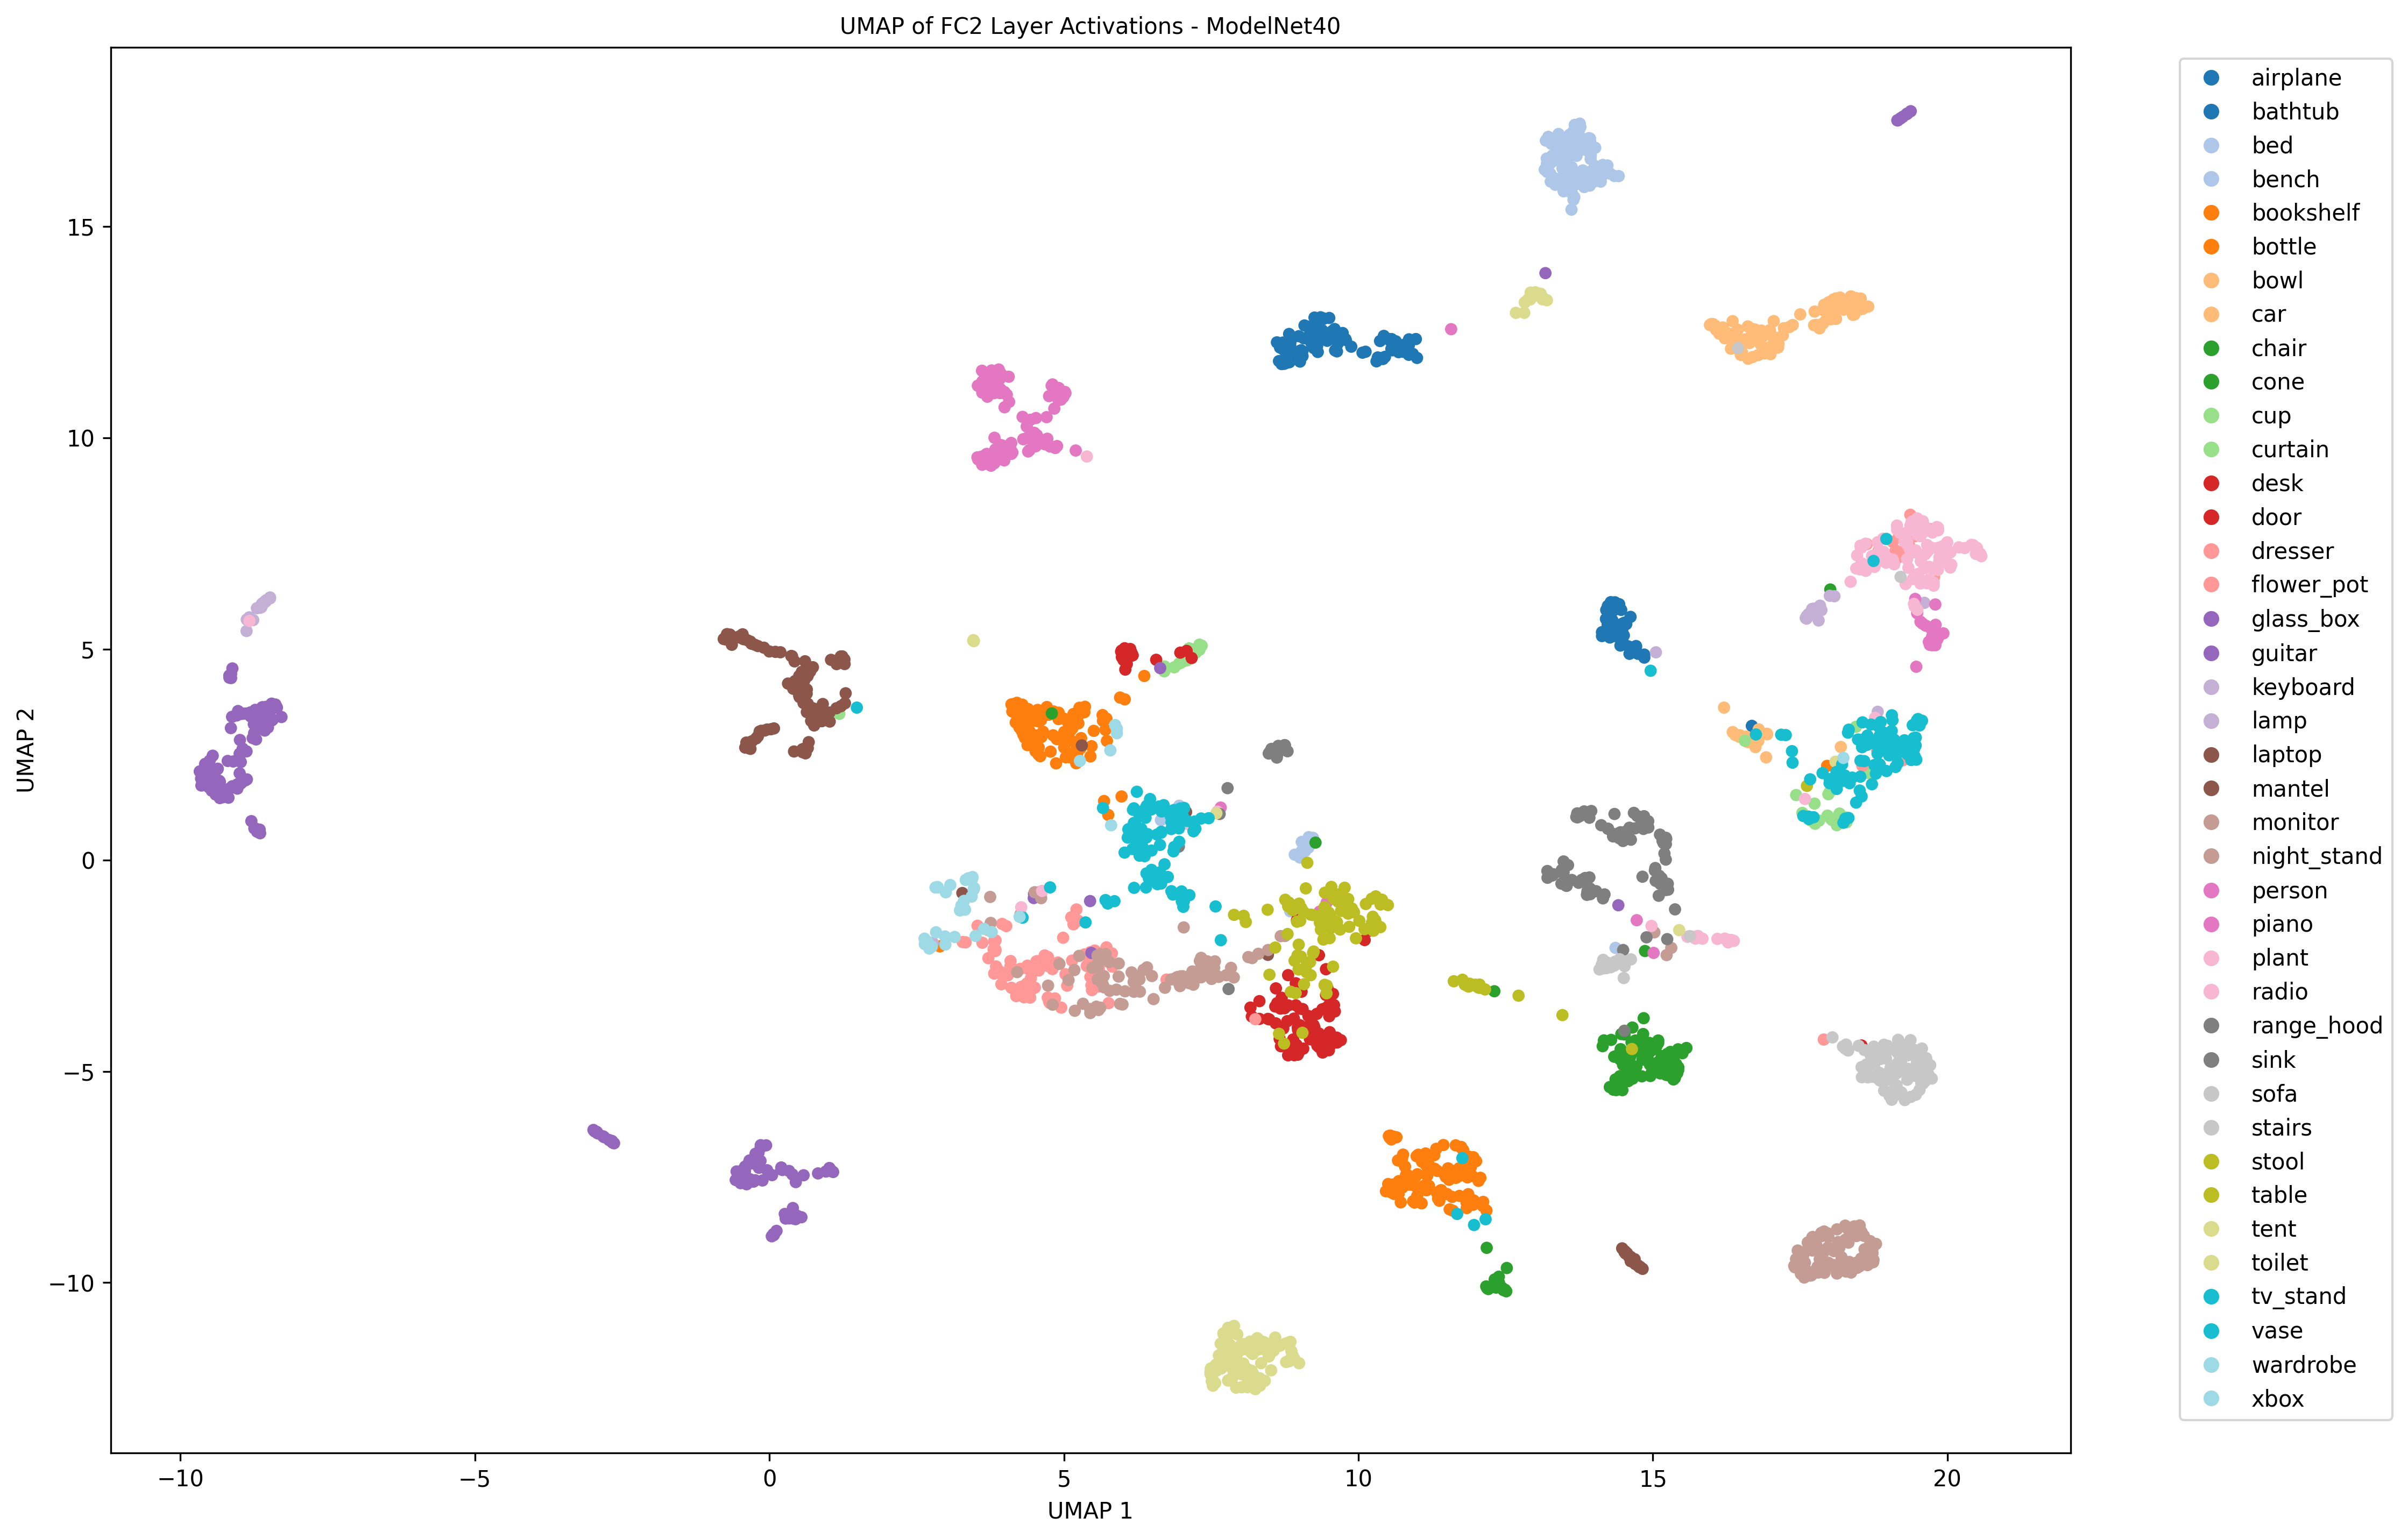 UMAP of FC2 Layer Activations - ModelNet40
15
10
5
0
−5
−10
UMAP 2
−10
−5
0
5
10
15
20
UMAP 1
airplane
bathtub
bed
bench
bookshelf
bottle
bowl
car
chair
cone
cup
curtain
desk
door
dresser
flower_pot
glass_box
guitar
keyboard
lamp
laptop
mantel
monitor
night_stand
person
piano
plant
radio
range_hood
sink
sofa
stairs
stool
table
tent
toilet
tv_stand
vase
wardrobe
xbox